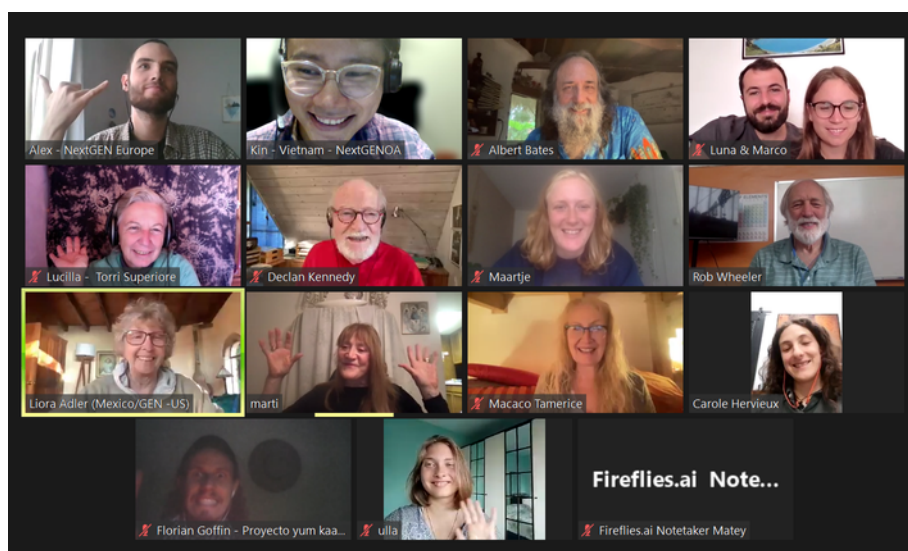 Alex - NextGEN Europe
Kin - Vietnam - NextGENOA
Albert Bates
Luna & Marco
Lucilla - Torri Superiore
Declan Kennedy
Maartje
Rob Wheeler
Liora Adler (Mexico/GEN -US)
marti
Macaco Tamerice
Carole Hervieux
Fireflies.ai Note...
Florian Goffin - Proyecto yum kaa...
ulla
Fireflies.ai Notetaker Matey